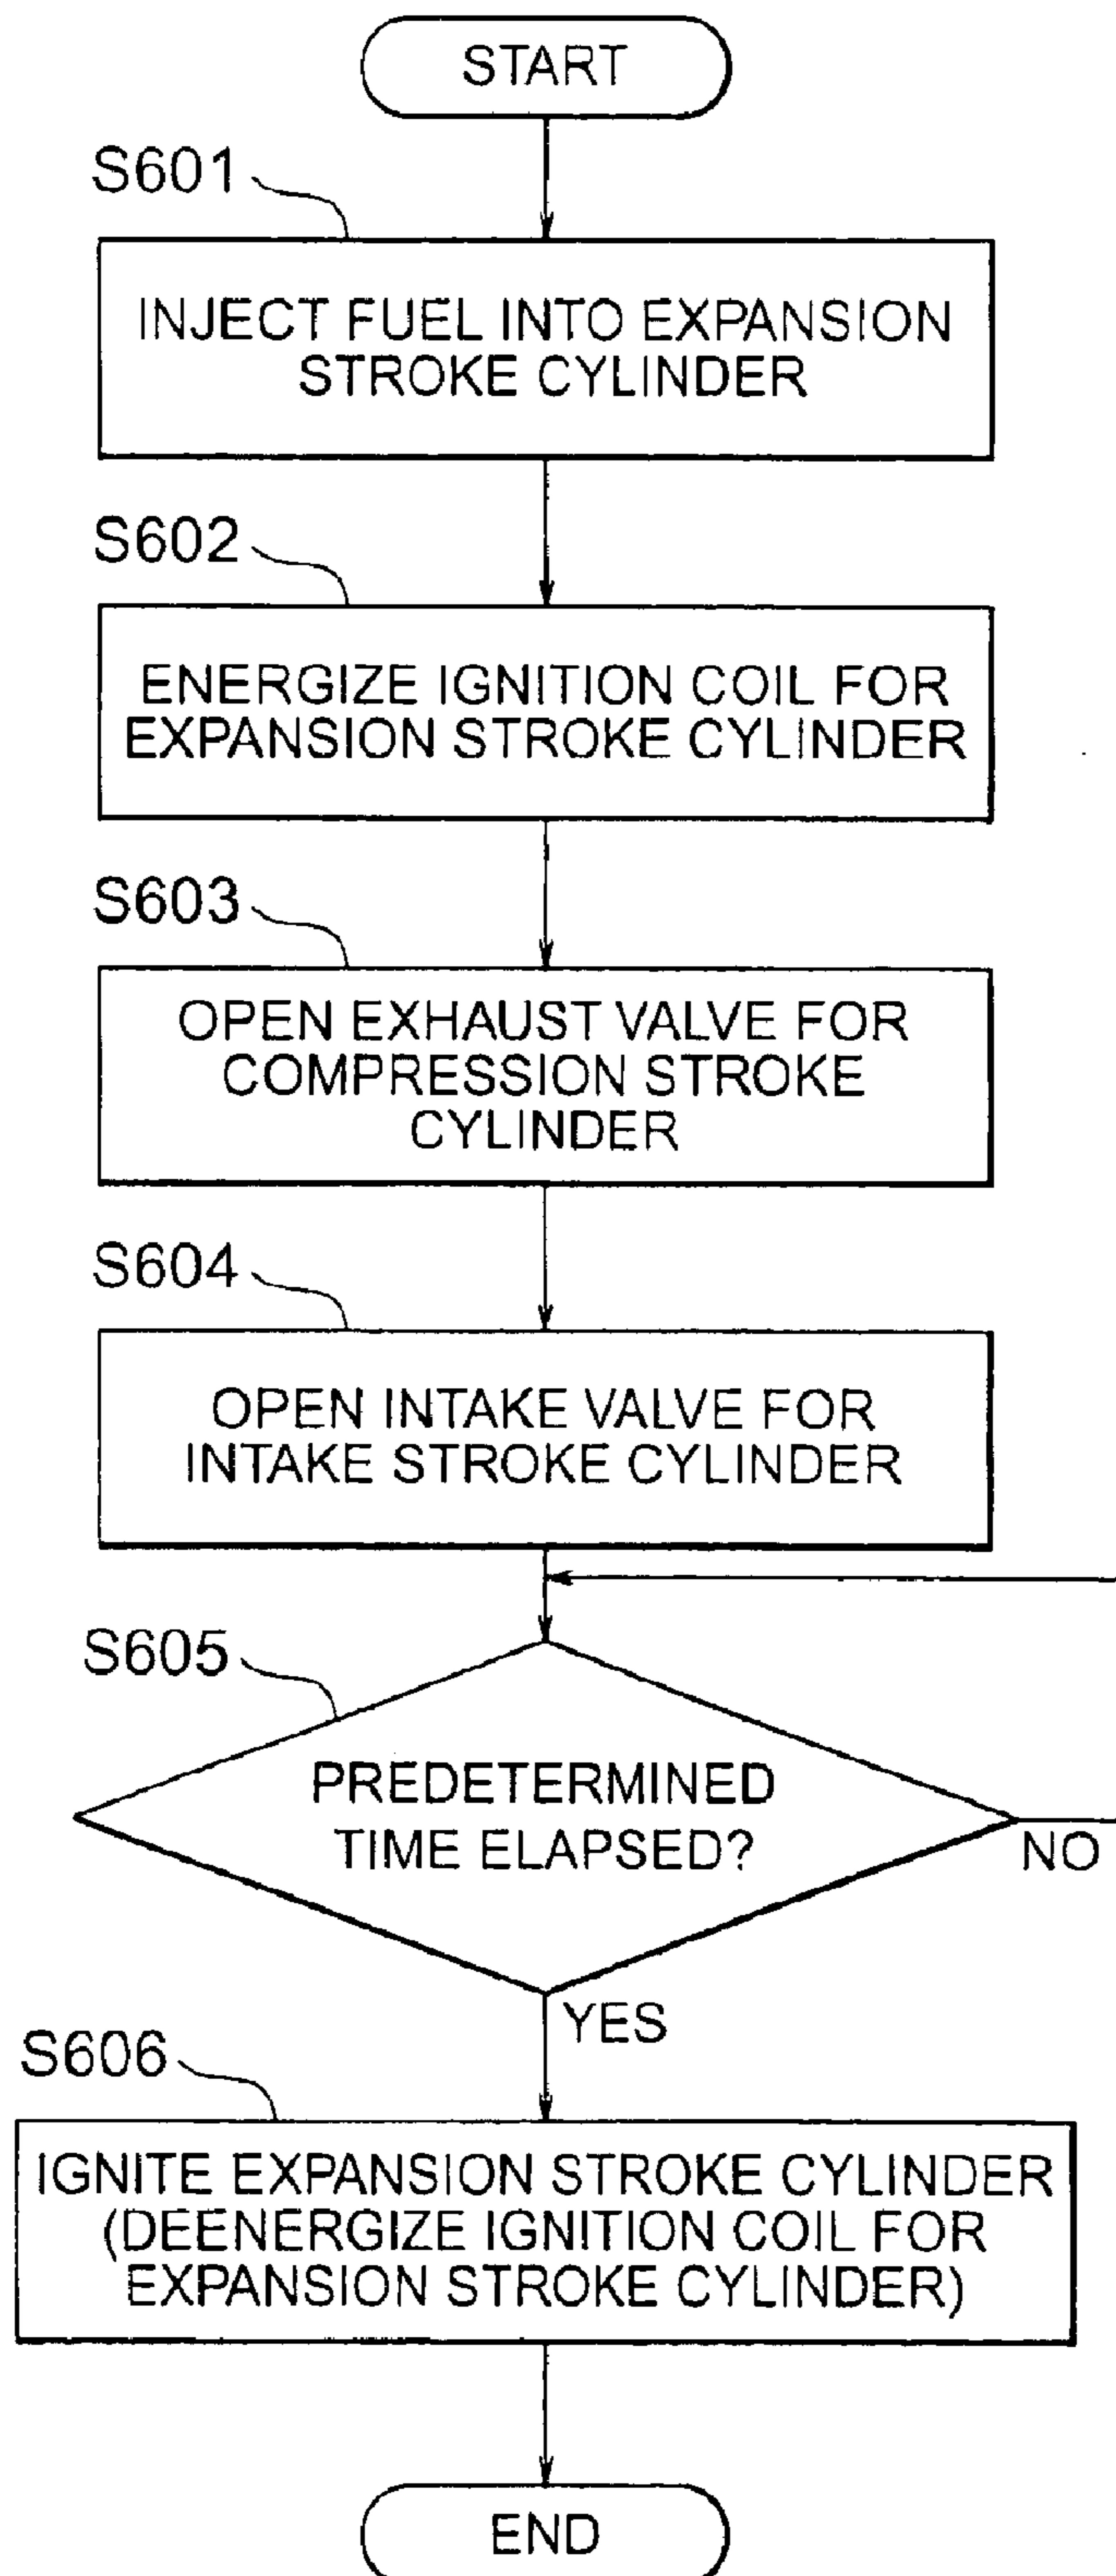 START
S601
INJECT FUEL INTO EXPANSION
STROKE CYLINDER
S602
ENERGIZE IGNITION COIL FOR
EXPANSION STROKE CYLINDER
S603
OPEN EXHAUST VALVE FOR
COMPRESSION STROKE
CYLINDER
S604
OPEN INTAKE VALVE FOR
INTAKE STROKE CYLINDER
S605
PREDETERMINED
TIME ELAPSED?
NO
YES
S606
IGNITE EXPANSION STROKE CYLINDER
(DEENERGIZE IGNITION COIL FOR
EXPANSION STROKE CYLINDER)
END